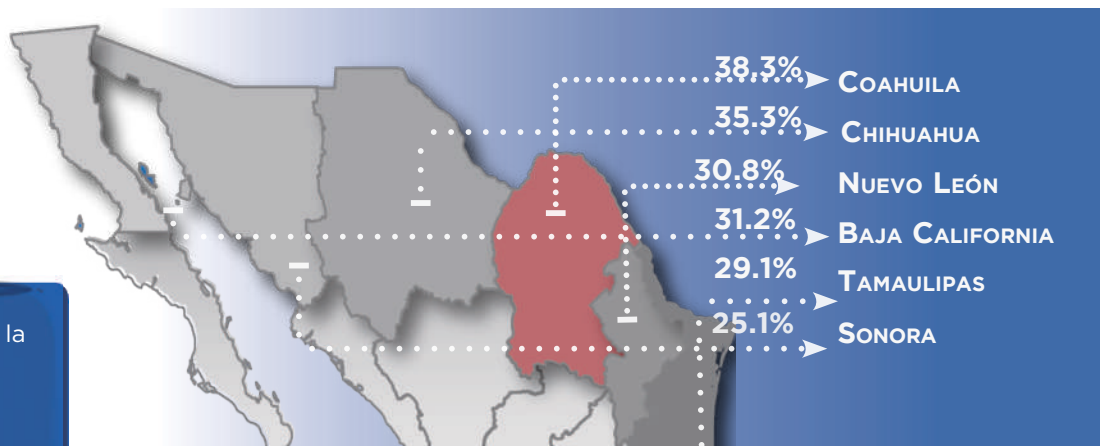 38.3% COAHUILA
35.3% CHIHUAHUA
30.8% NUEVO LEÓN
31.2% BAJA CALIFORNIA
29.1% TAMAULIPAS
25.1% SONORA
la